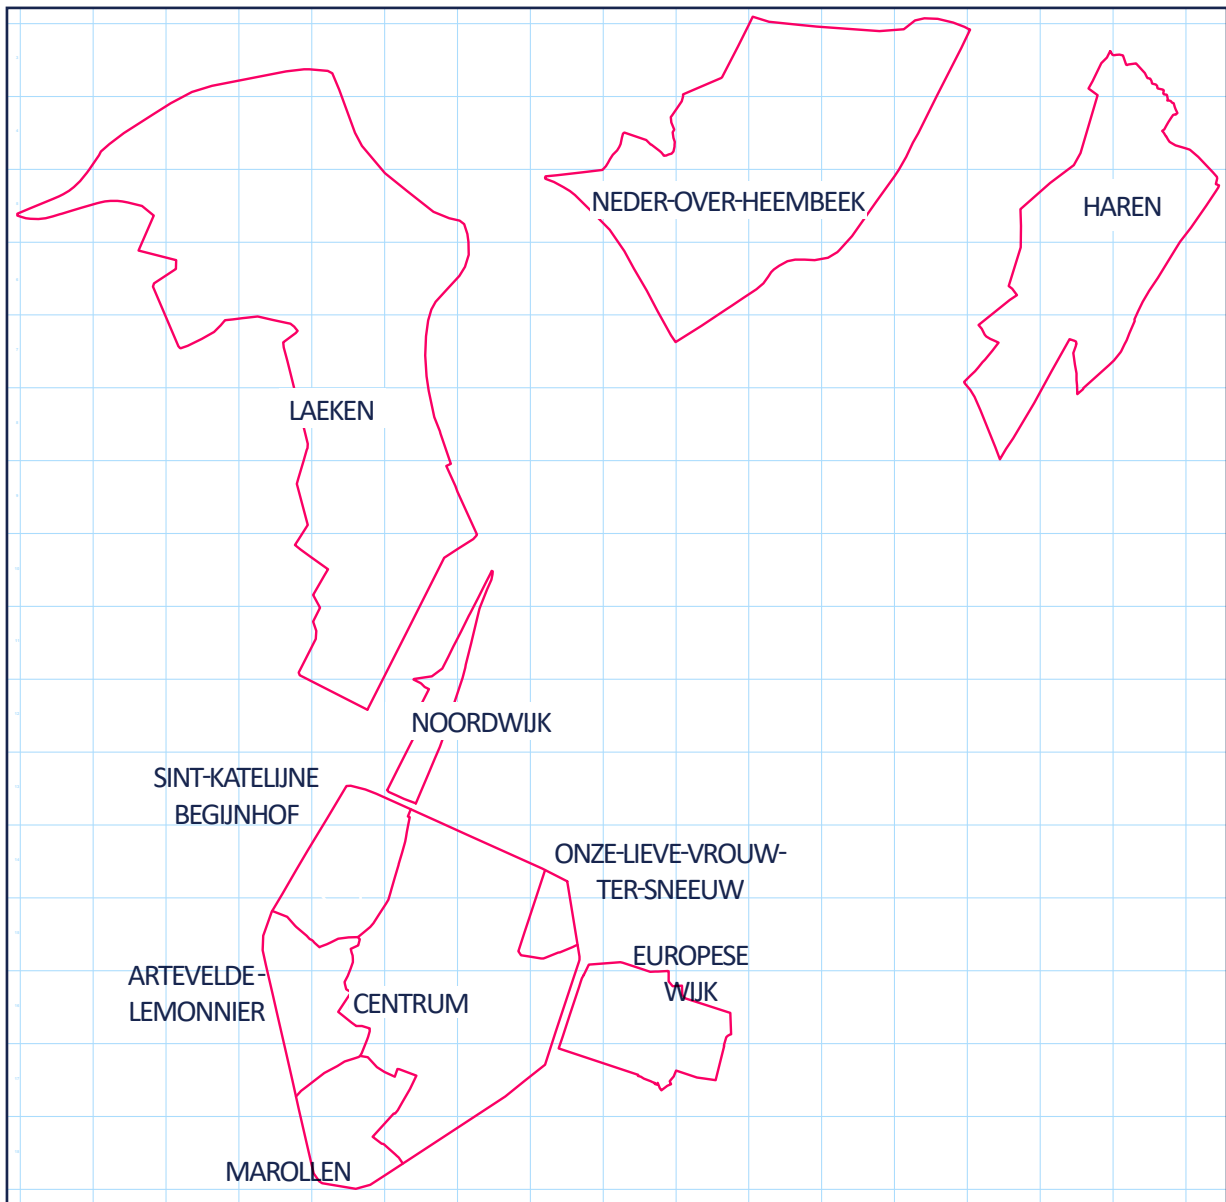 NEDER-OVER-HEEMBEEK
HAREN
LAEKEN
NOORDWIJK
SINT-KATELIJNE
BEGIJNHOF
ONZE-LIEVE-VROUW-
TER-SNEEUW
EUROPESE
WIJK
ARTEVELDE-
LEMONNIER
CENTRUM
MAROLLEN